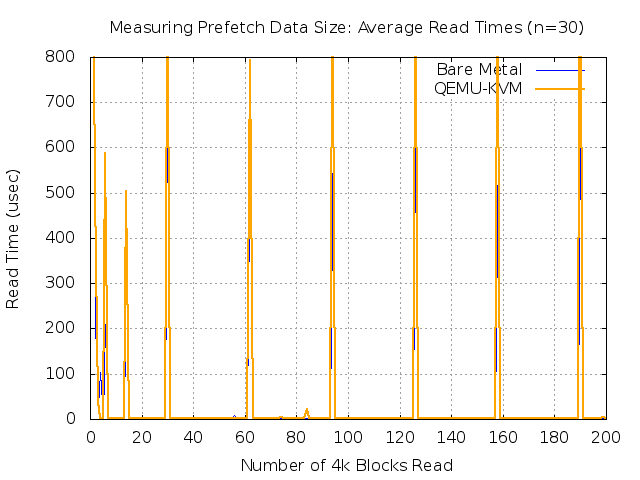 Measuring Prefetch Data Size: Average Read Times (n=30)
800
700
600
500
400
300
200
100
0
Read Time (usec)
Bare Metal
QEMU-KVM
0 20 40 60 80 100 120 140 160 180 200
Number of 4k Blocks Read